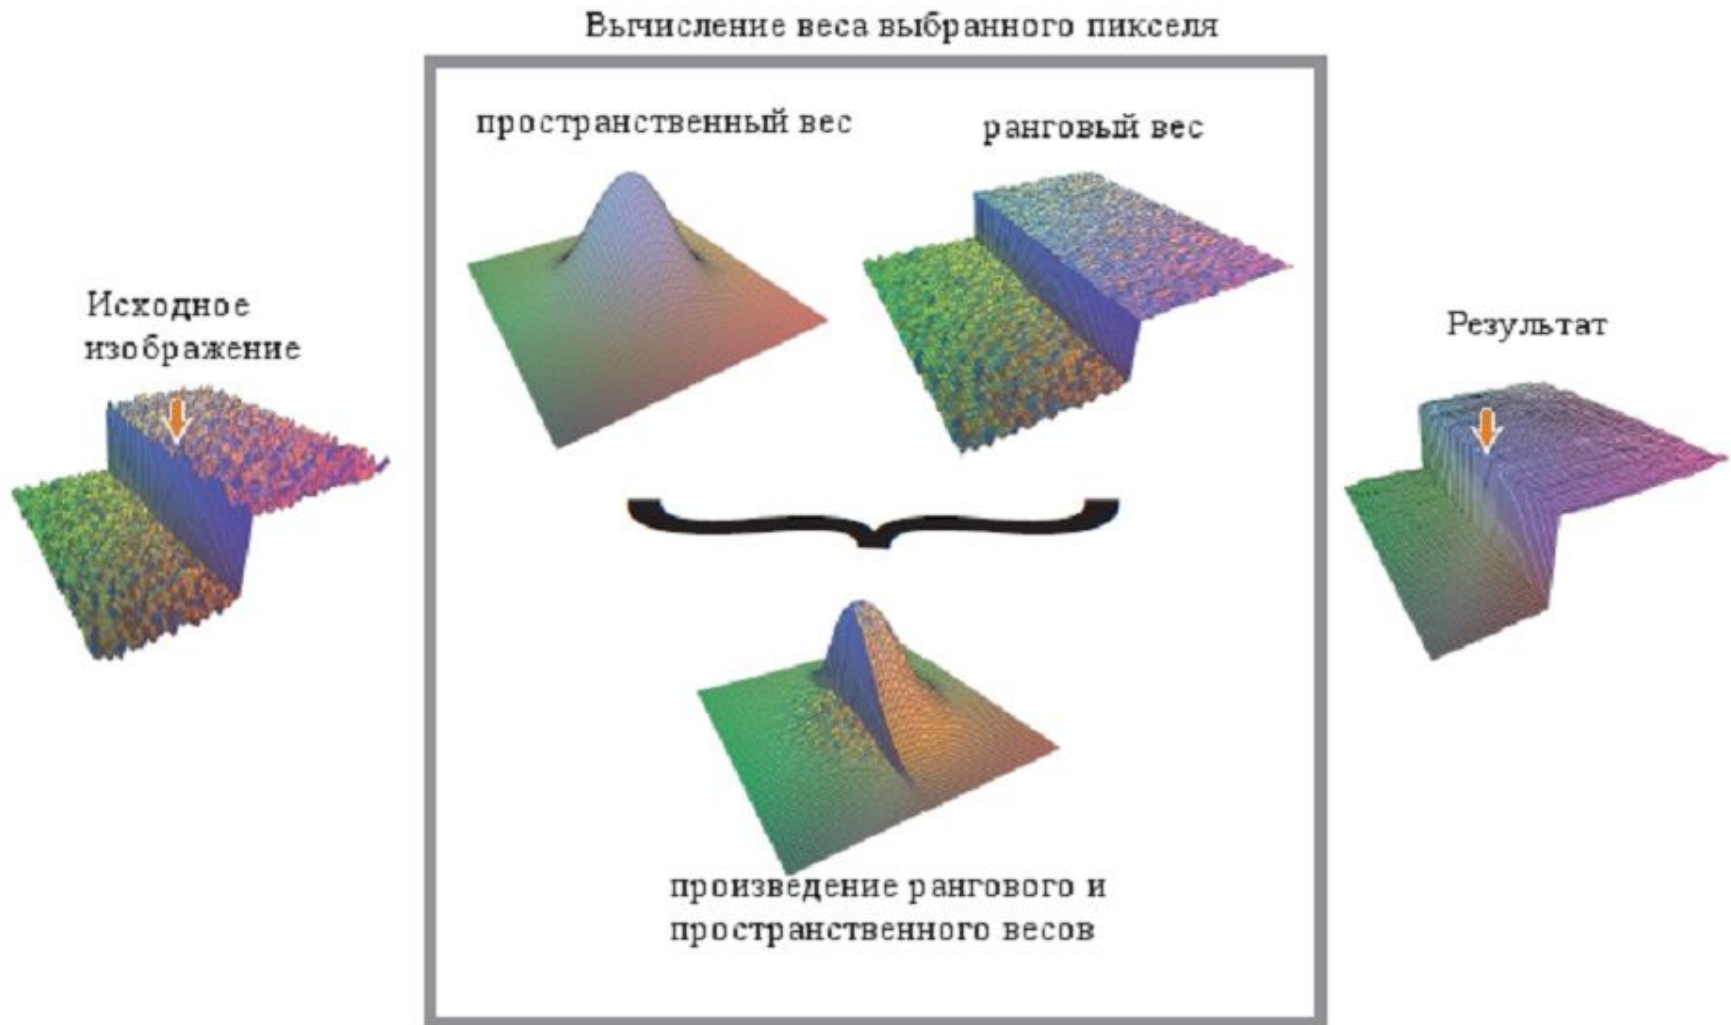 Вычисление веса выбранного пикселя
пространственный вес
ранговый вес
Исходное
изображение
Результат
произведение рангового и
пространственного весов